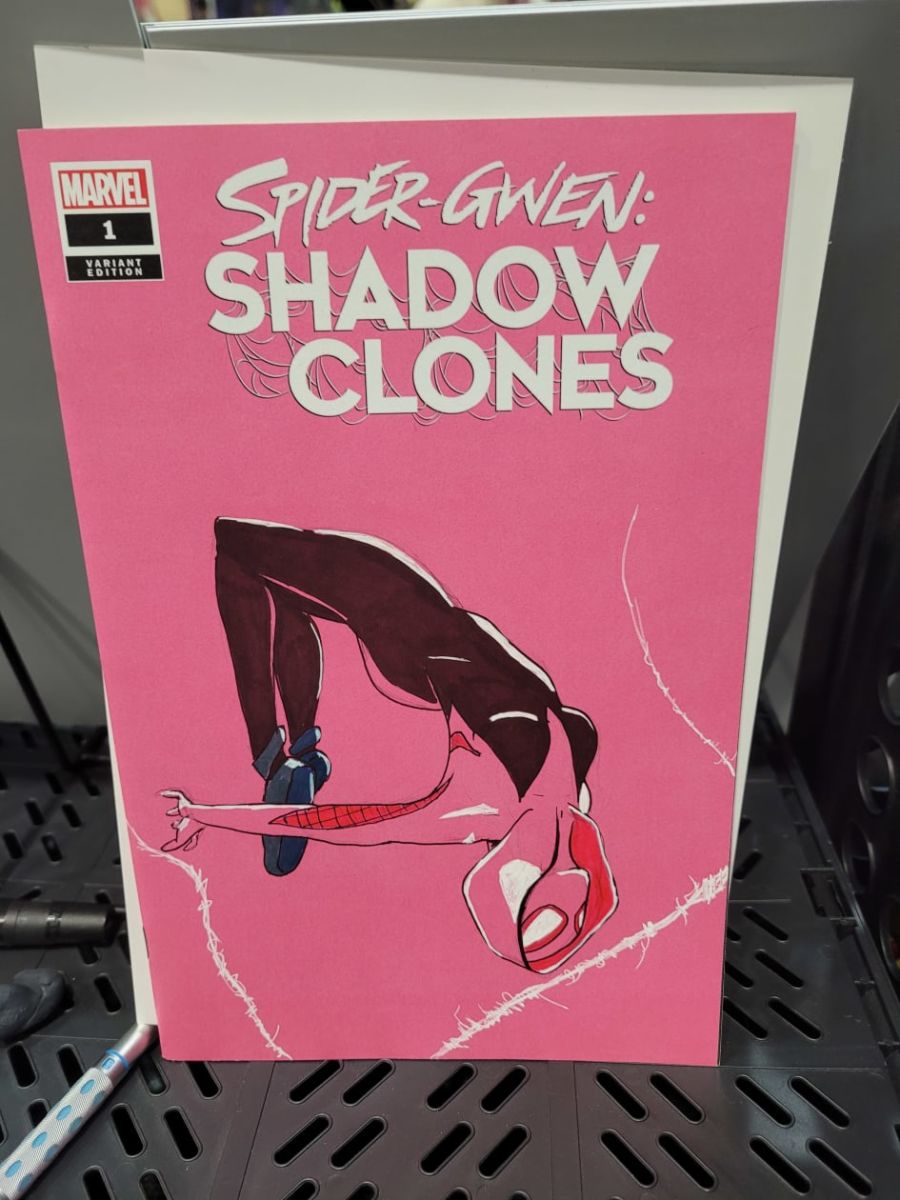 MARVEL
1
VARIANT
EDITION
SPIDER-GWEN:
SHADOW
CLONES